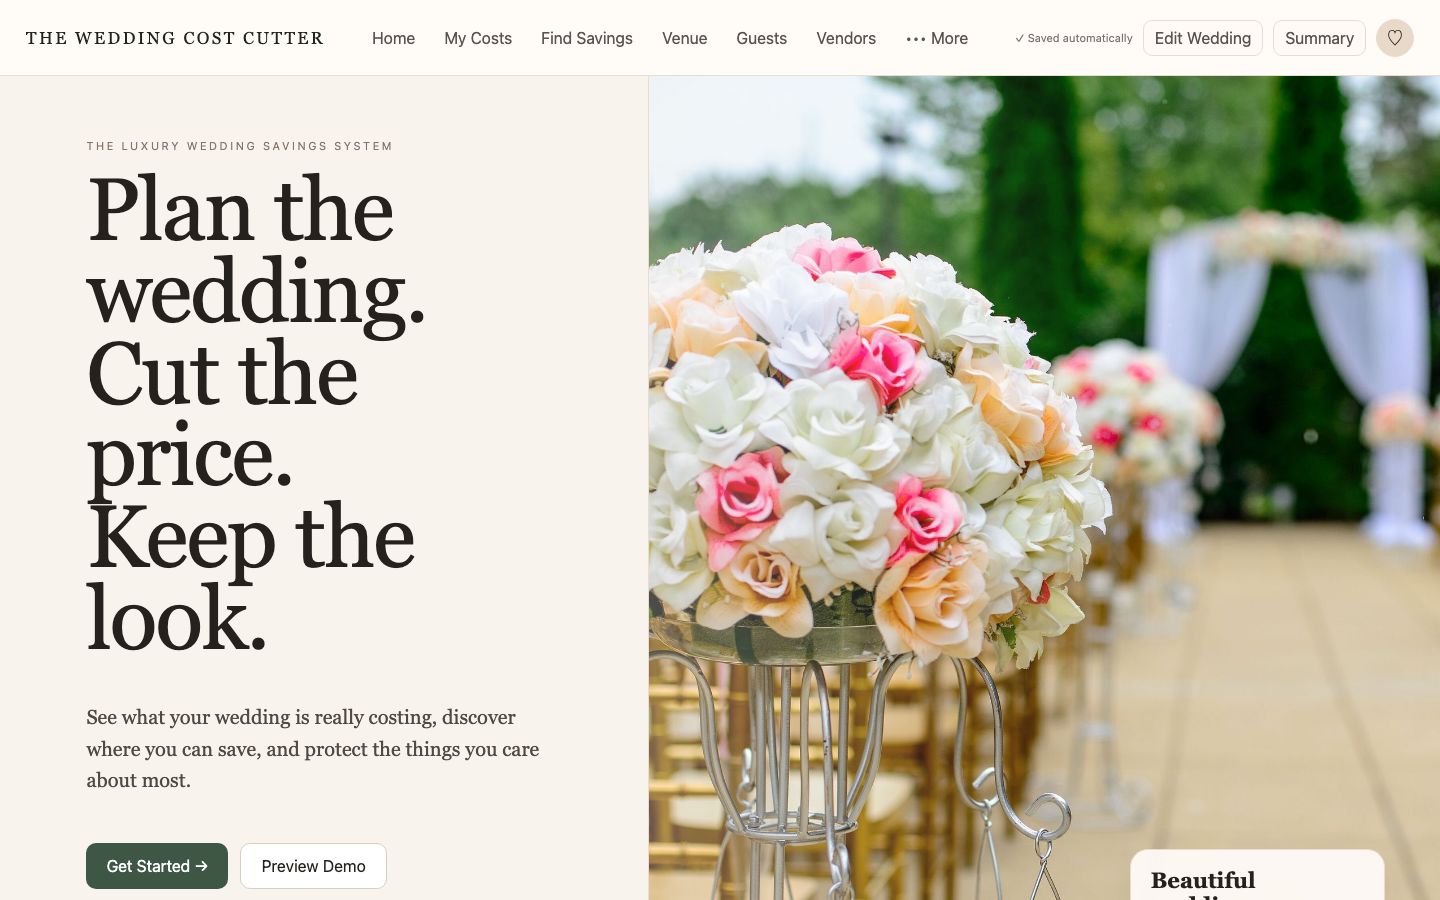 THE WEDDING COST CUTTER
Home
My Costs
Find Savings
Venue
Guests
Vendors
••• More
✓ Saved automatically
Edit Wedding
Summary
♡
THE LUXURY WEDDING SAVINGS SYSTEM
Plan the
wedding.
Cut the
price.
Keep the
look.
See what your wedding is really costing, discover
where you can save, and protect the things you care
about most.
Get Started →
Preview Demo
Beautiful